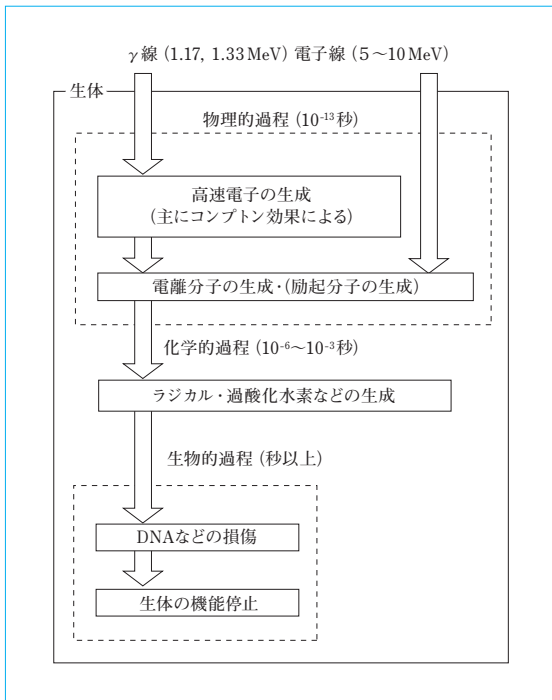 γ線 (1.17, 1.33 MeV) 電子線 (5〜10 MeV)
生体
物理的過程 (10⁻¹³秒)
高速電子の生成
(主にコンプトン効果による)
電離分子の生成・(励起分子の生成)
化学的過程 (10⁻⁶〜10⁻³秒)
ラジカル・過酸化水素などの生成
生物的過程 (秒以上)
DNAなどの損傷
生体の機能停止